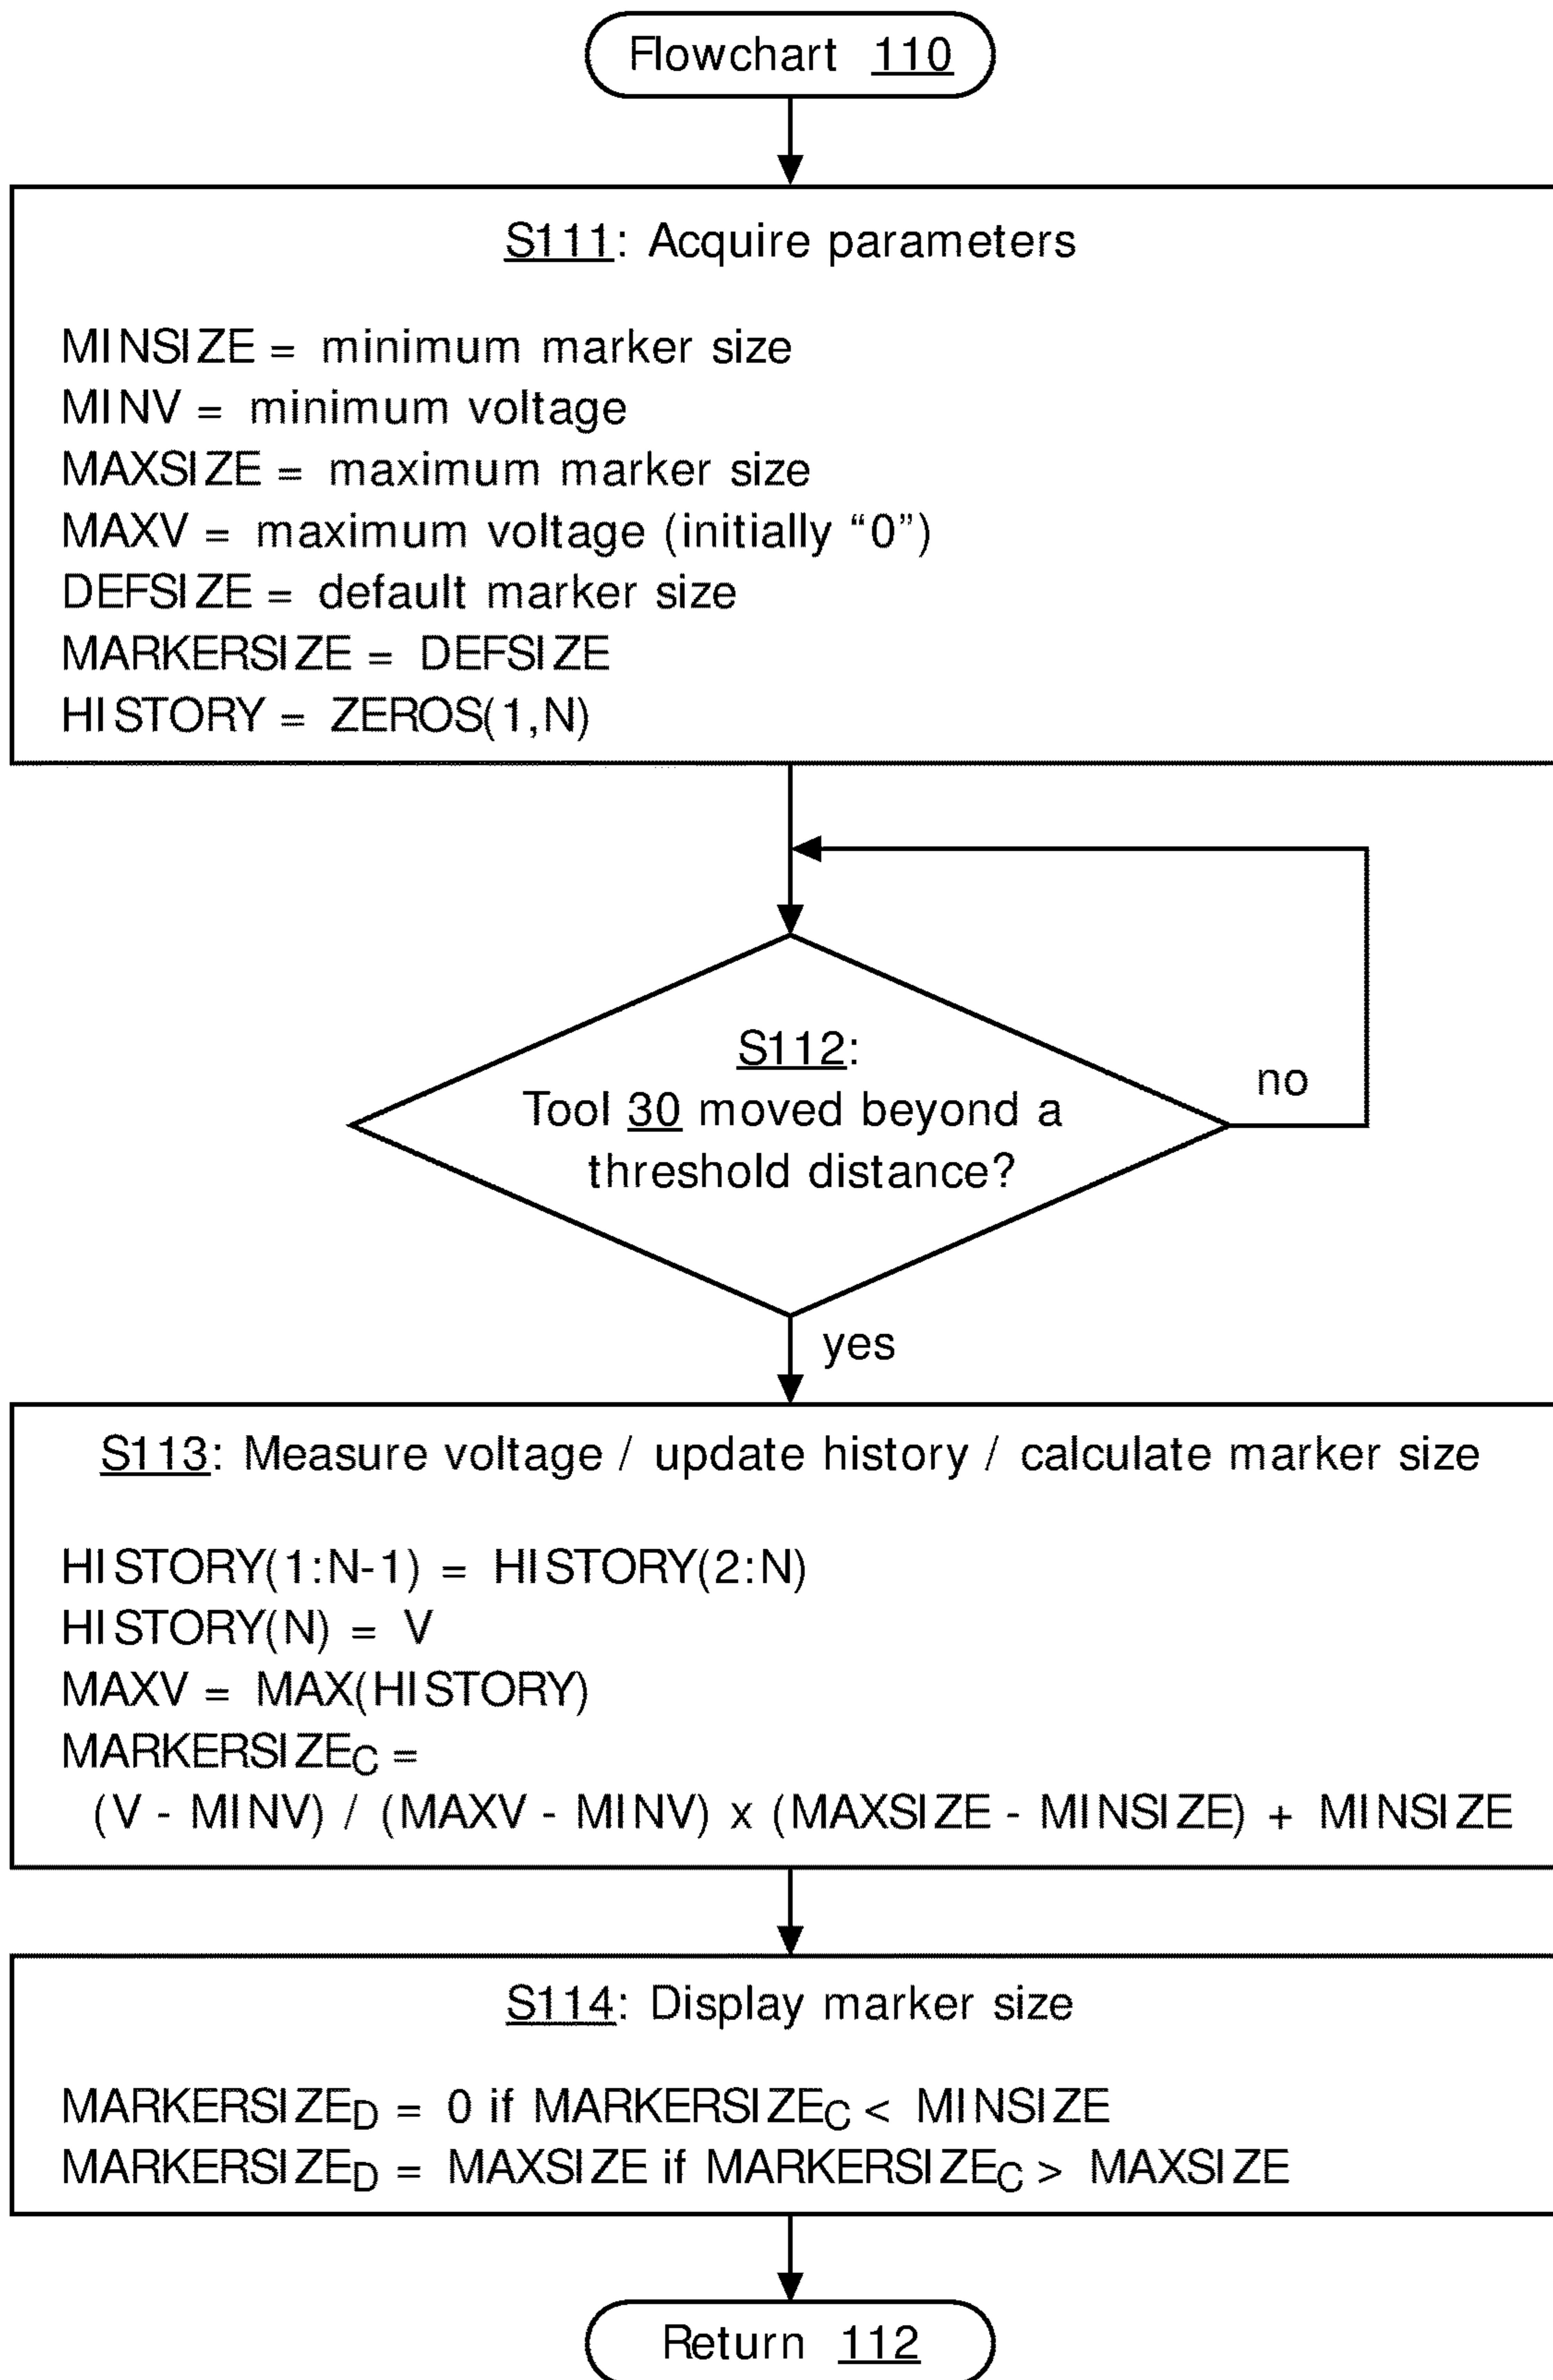 Flowchart 110
S111: Acquire parameters
MINSIZE = minimum marker size
MINV = minimum voltage
MAXSIZE = maximum marker size
MAXV = maximum voltage (initially “0”)
DEFSIZE = default marker size
MARKERSIZE = DEFSIZE
HISTORY = ZEROS(1,N)
S112:
Tool 30 moved beyond a
threshold distance?
no
yes
S113: Measure voltage / update history / calculate marker size
HISTORY(1:N-1) = HISTORY(2:N)
HISTORY(N) = V
MAXV = MAX(HISTORY)
MARKERSIZEC =
(V - MINV) / (MAXV - MINV) x (MAXSIZE - MINSIZE) + MINSIZE
S114: Display marker size
MARKERSIZED = 0 if MARKERSIZEC < MINSIZE
MARKERSIZED = MAXSIZE if MARKERSIZEC > MAXSIZE
Return 112